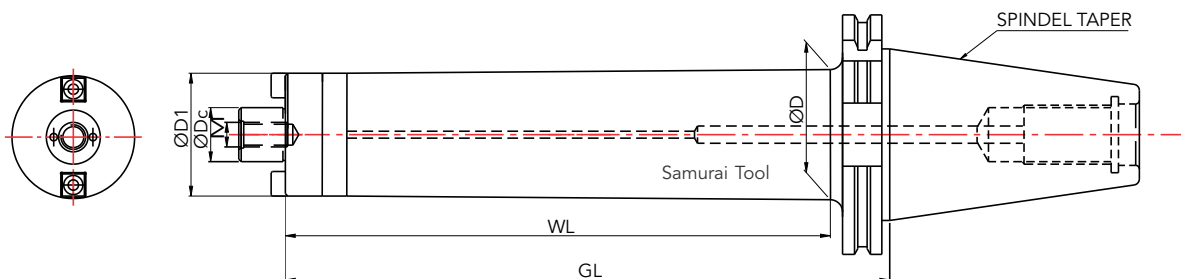 SPINDEL TAPER
ØD1
ØDc
M
ØD
Samurai Tool
WL
GL